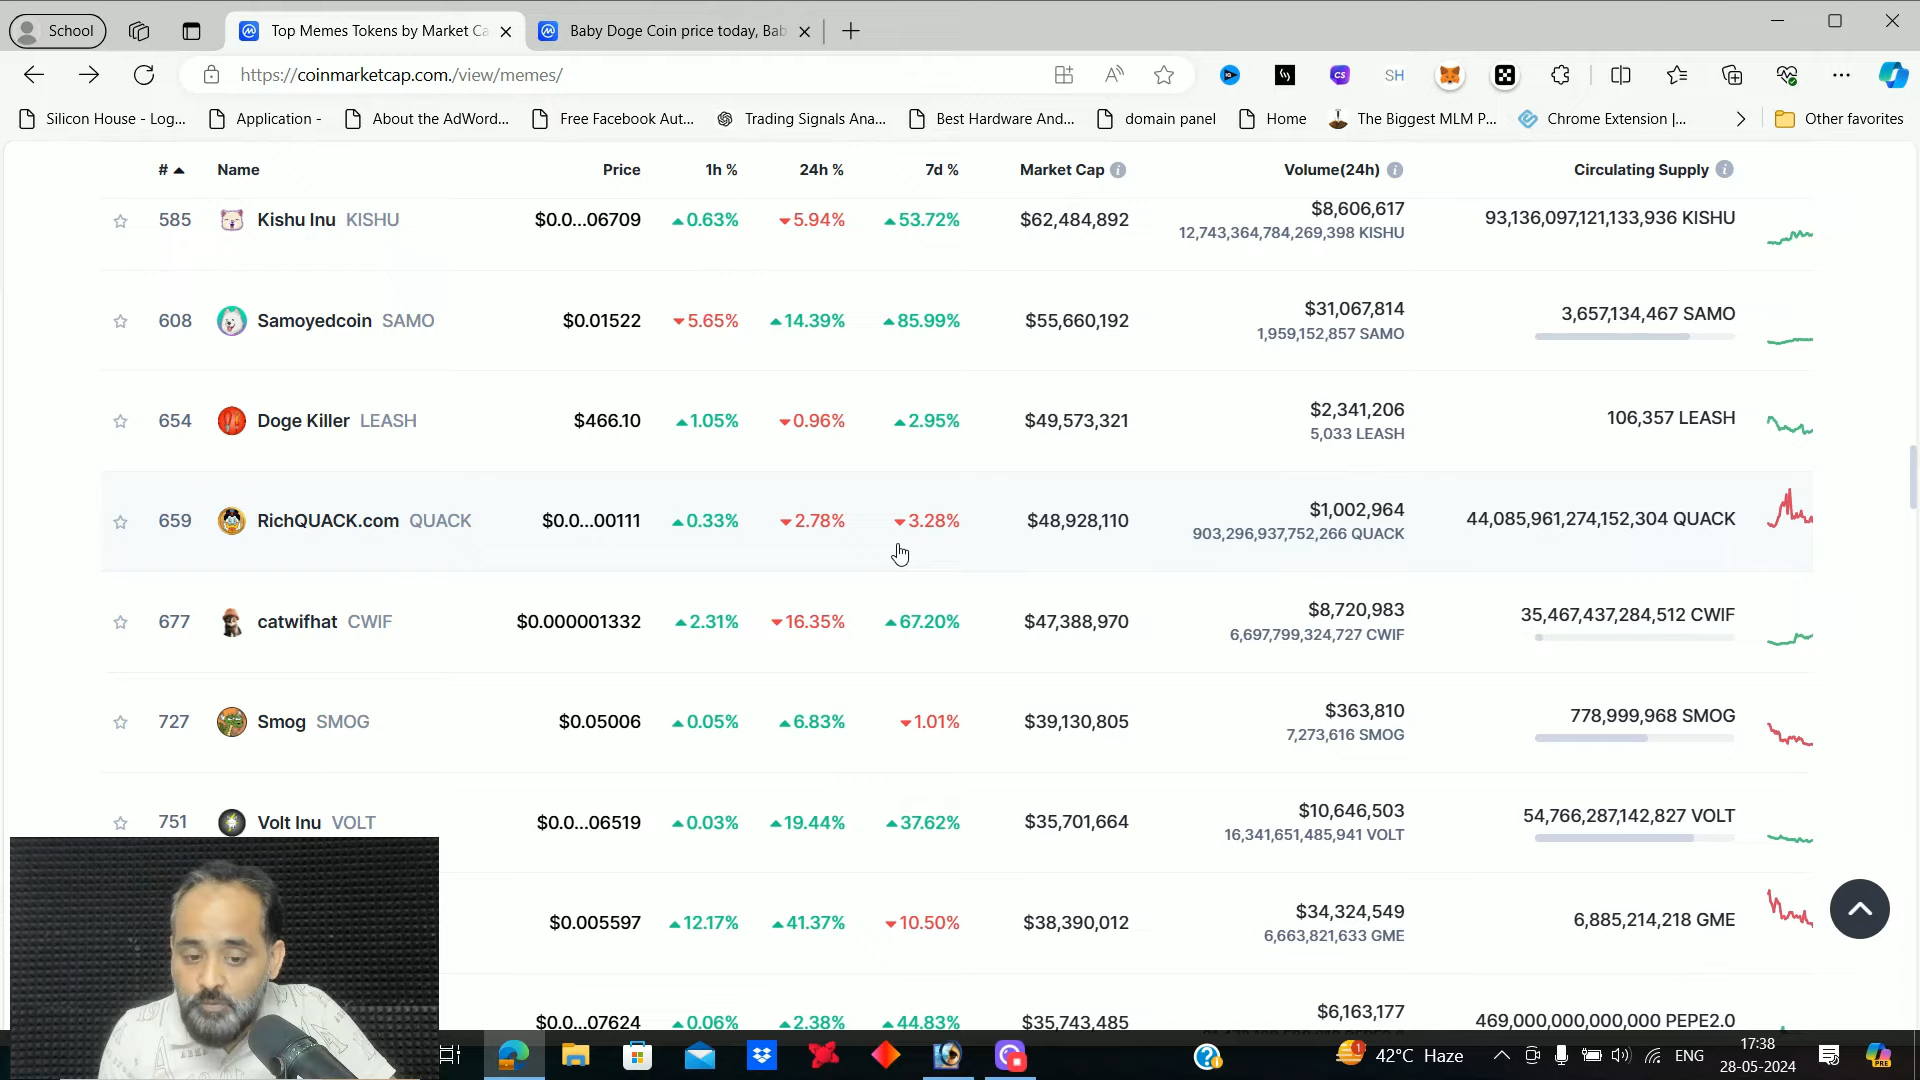 School
Top Memes Tokens by Market Ca
Baby Doge Coin price today, Bab
https://coinmarketcap.com./view/memes/
SH
Silicon House - Log...
Application -
About the AdWord...
Free Facebook Aut...
Trading Signals Ana...
Best Hardware And...
domain panel
Home
The Biggest MLM P...
Chrome Extension |...
Other favorites
# Name Price 1h % 24h % 7d % Market Cap Volume(24h) Circulating Supply
585 Kishu Inu KISHU $0.0...06709 0.63% 5.94% 53.72% $62,484,892 $8,606,617 93,136,097,121,133,936 KISHU
12,743,364,784,269,398 KISHU
608 Samoyedcoin SAMO $0.01522 5.65% 14.39% 85.99% $55,660,192 $31,067,814 3,657,134,467 SAMO
1,959,152,857 SAMO
654 Doge Killer LEASH $466.10 1.05% 0.96% 2.95% $49,573,321 $2,341,206 106,357 LEASH
5,033 LEASH
659 RichQUACK.com QUACK $0.0...00111 0.33% 2.78% 3.28% $48,928,110 $1,002,964 44,085,961,274,152,304 QUACK
903,296,937,752,266 QUACK
677 catwifhat CWIF $0.000001332 2.31% 16.35% 67.20% $47,388,970 $8,720,983 35,467,437,284,512 CWIF
6,697,799,324,727 CWIF
727 Smog SMOG $0.05006 0.05% 6.83% 1.01% $39,130,805 $363,810 778,999,968 SMOG
7,273,616 SMOG
751 Volt Inu VOLT $0.0...06519 0.03% 19.44% 37.62% $35,701,664 $10,646,503 54,766,287,142,827 VOLT
16,341,651,485,941 VOLT
$0.005597 12.17% 41.37% 10.50% $38,390,012 $34,324,549 6,885,214,218 GME
6,663,821,633 GME
$0.0...07624 0.06% 2.38% 44.83% $35,743,485 $6,163,177 469,000,000,000,000 PEPE2.0
42°C Haze
ENG
17:38
28-05-2024